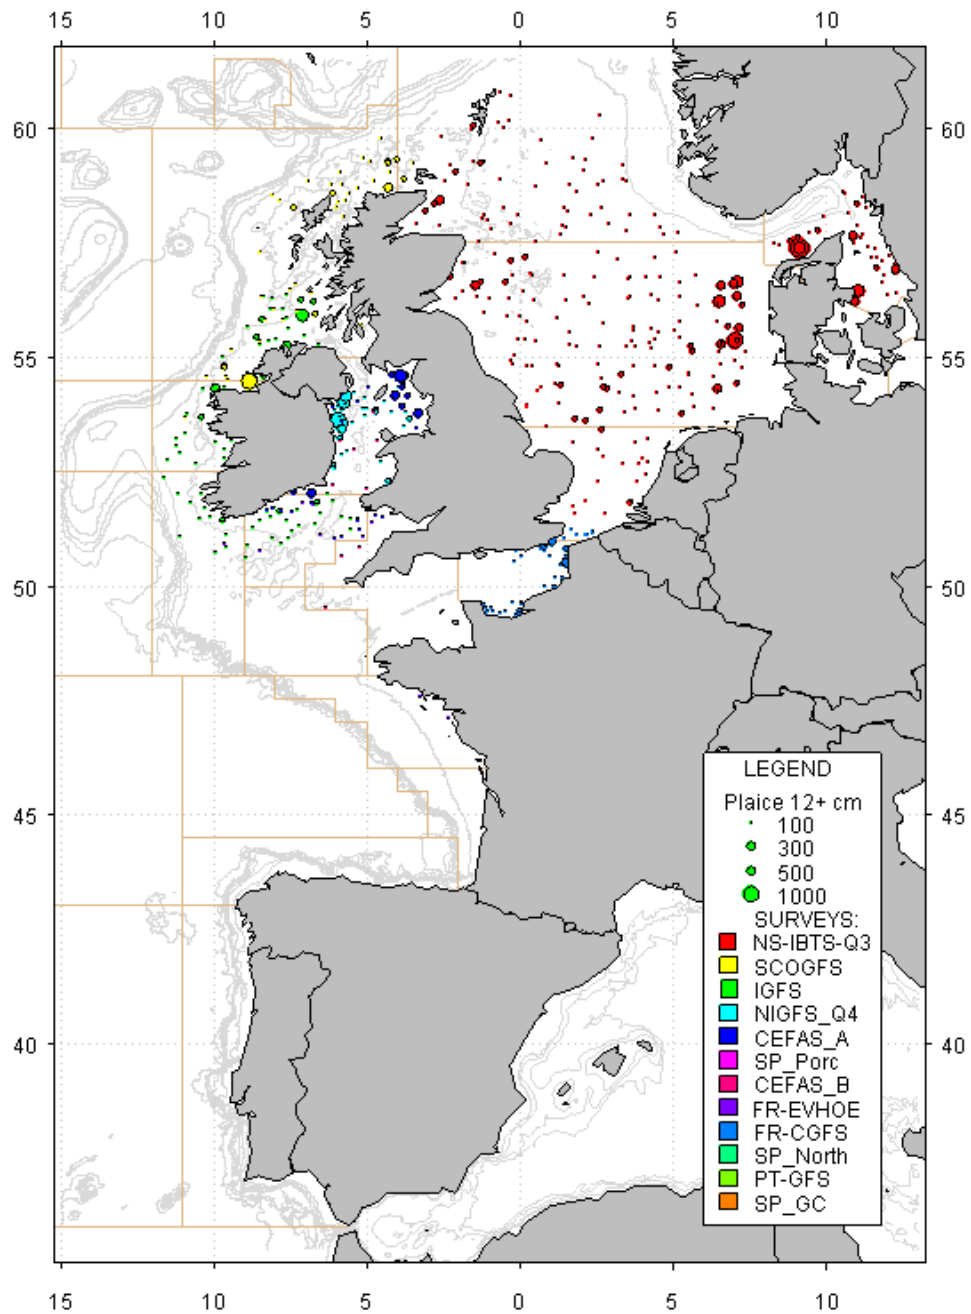 15 10 5 0 5 10
60 60
55 55
50 50
LEGEND
Plaice 12+ cm
100
45 45
300
500
1000
SURVEYS:
NS-IBTS-Q3
SCOGFS
IGFS
NIGFS_Q4
CEFAS_A
40 40
SP_Porc
CEFAS_B
FR-EVHOE
FR-CGFS
SP_North
PT-GFS
SP_GC
15 10 5 0 5 10